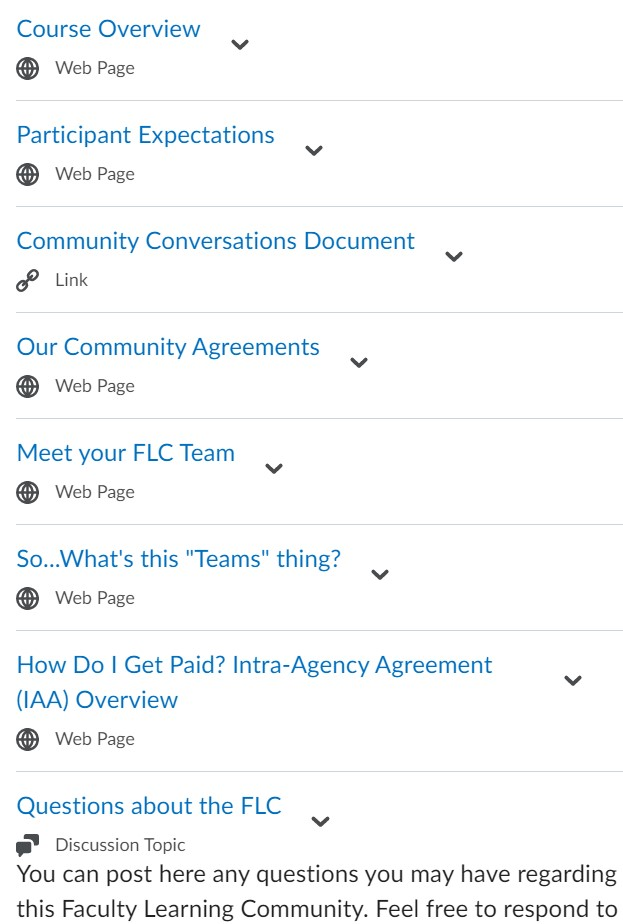 Course Overview
Web Page
Participant Expectations
Web Page
Community Conversations Document
Link
Our Community Agreements
Web Page
Meet your FLC Team
Web Page
So...What's this "Teams" thing?
Web Page
How Do I Get Paid? Intra-Agency Agreement
(IAA) Overview
Web Page
Questions about the FLC
Discussion Topic
You can post here any questions you may have regarding
this Faculty Learning Community. Feel free to respond to